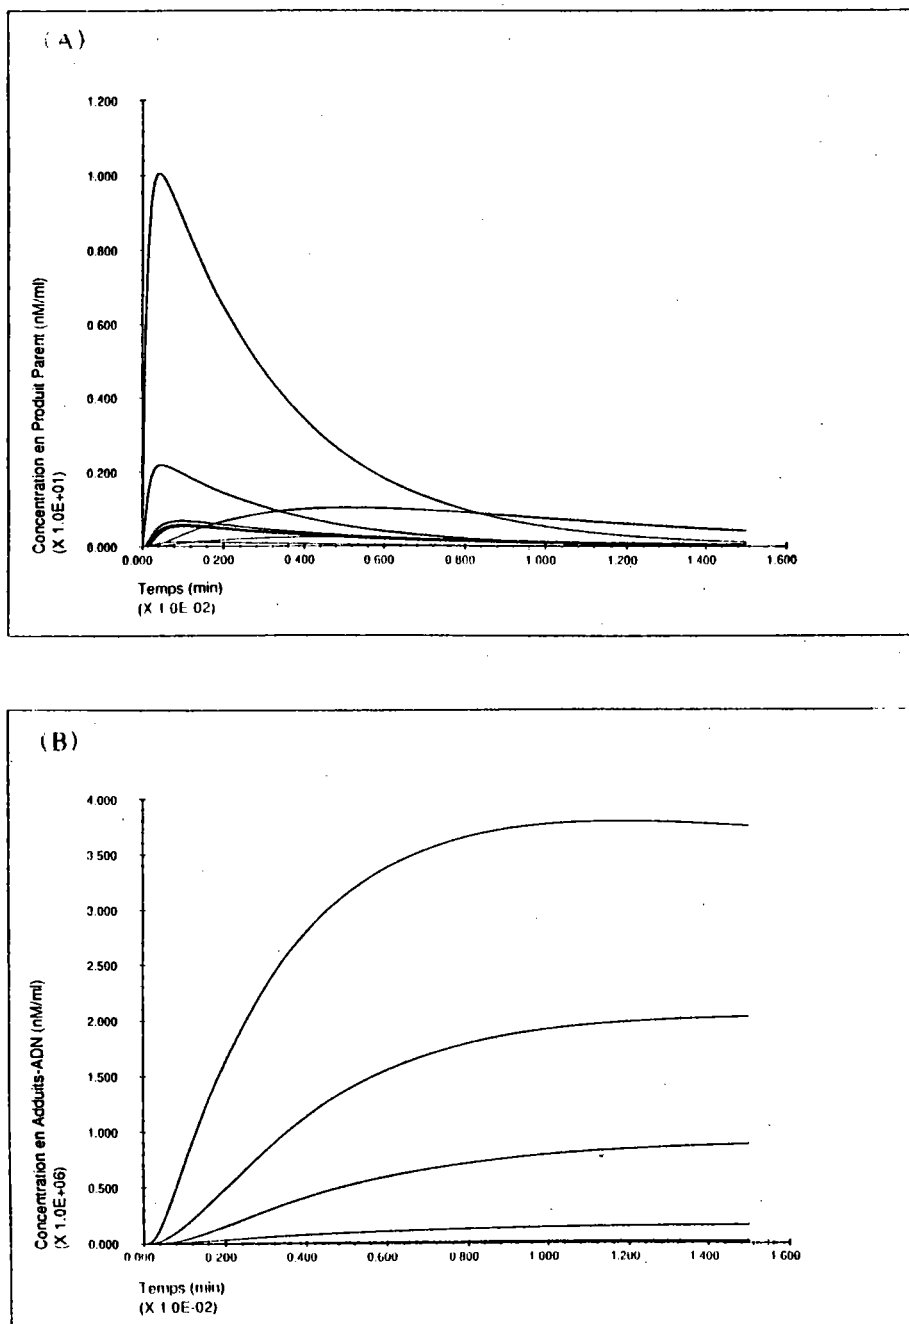 (A)
Concentration en Produit Parent (nM/ml)
(X 1.0E+01)
1.200
1.000
0.800
0.600
0.400
0.200
0.000
0.000 0.200 0.400 0.600 0.800 1.000 1.200 1.400 1.600
Temps (min)
(X 1.0E-02)
(B)
Concentration en Adduits-ADN (nM/ml)
(X 1.0E+06)
4.000
3.500
3.000
2.500
2.000
1.500
1.000
0.500
0.000
0.000 0.200 0.400 0.600 0.800 1.000 1.200 1.400 1.600
Temps (min)
(X 1.0E-02)